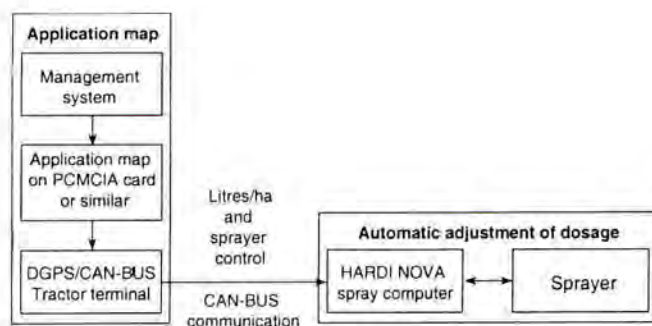 Application map
Management
system
Application map
on PCMCIA card
or similar
DGPS/CAN-BUS
Tractor terminal
Litres/ha
and
sprayer
control
CAN-BUS
communication
Automatic adjustment of dosage
HARDI NOVA
spray computer
Sprayer